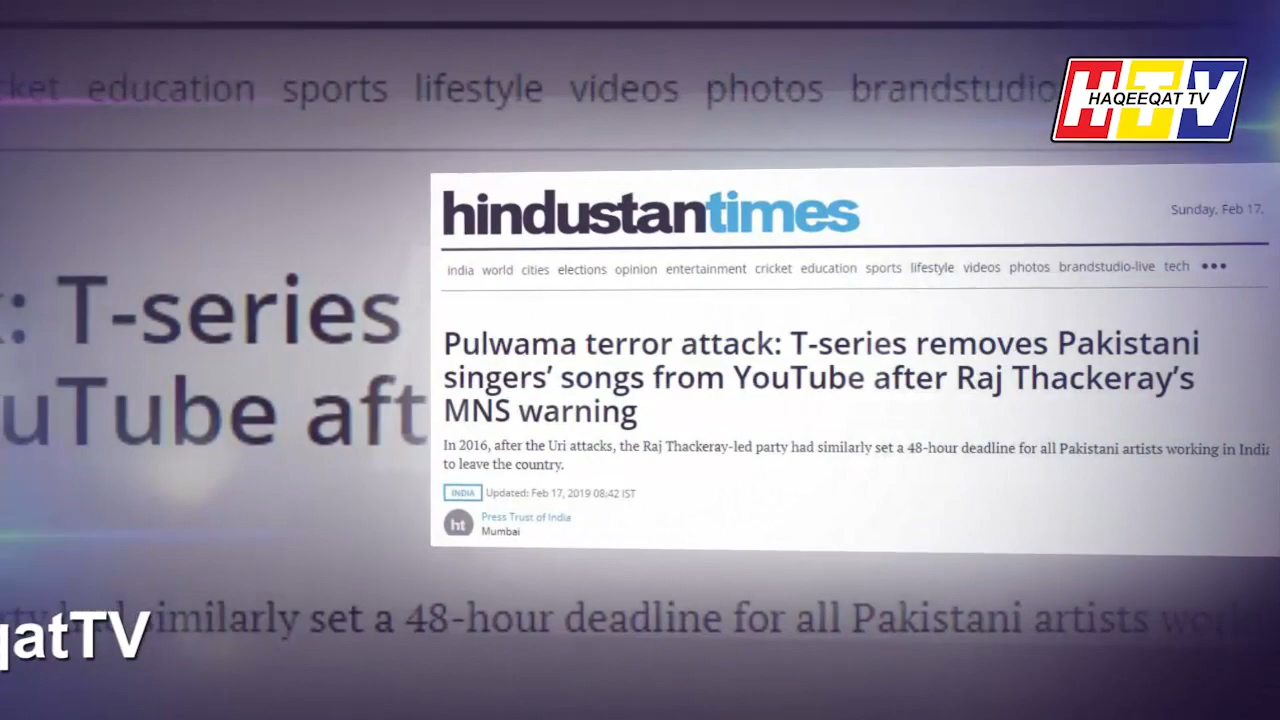 cket education sports lifestyle videos photos brandstudio
HTV
HAQEEQAT TV
hindustantimes
Sunday, Feb 17,
india world cities elections opinion entertainment cricket education sports lifestyle videos photos brandstudio-live tech •••
: T-series
uTube aft
Pulwama terror attack: T-series removes Pakistani
singers’ songs from YouTube after Raj Thackeray’s
MNS warning
In 2016, after the Uri attacks, the Raj Thackeray-led party had similarly set a 48-hour deadline for all Pakistani artists working in India
to leave the country.
INDIA Updated: Feb 17, 2019 08:42 IST
ht Press Trust of India
Mumbai
similarly set a 48-hour deadline for all Pakistani artists
qatTV